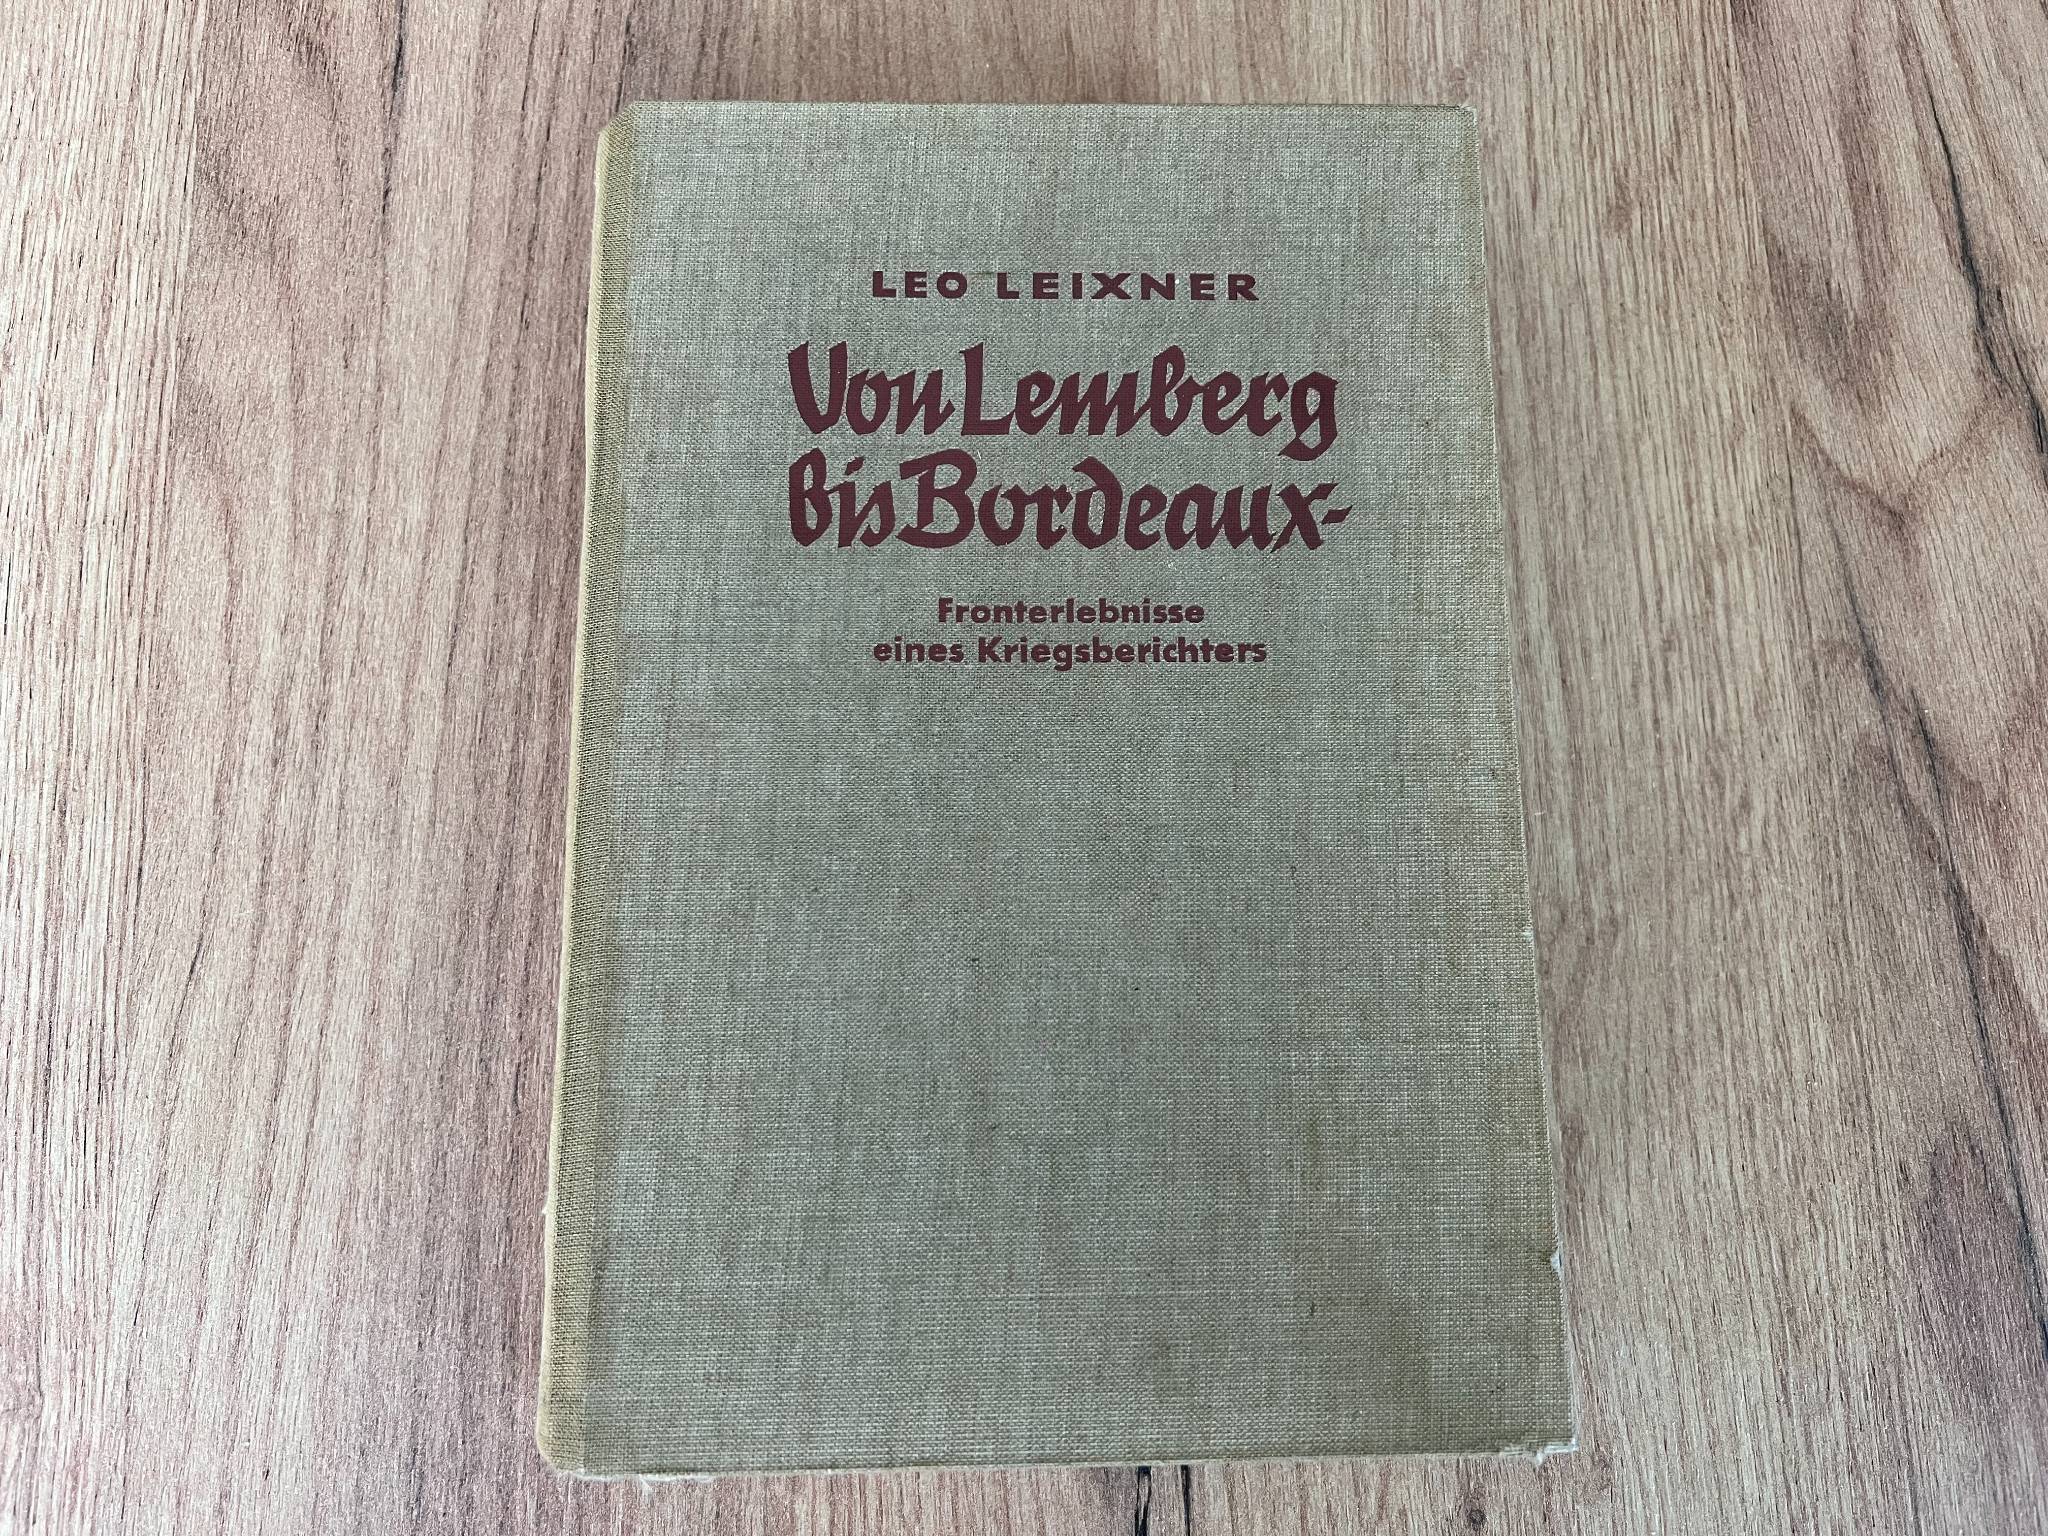 LEO LEIXNER
Von Lemberg
bis Bordeaux-
Fronterlebnisse
eines Kriegsberichters